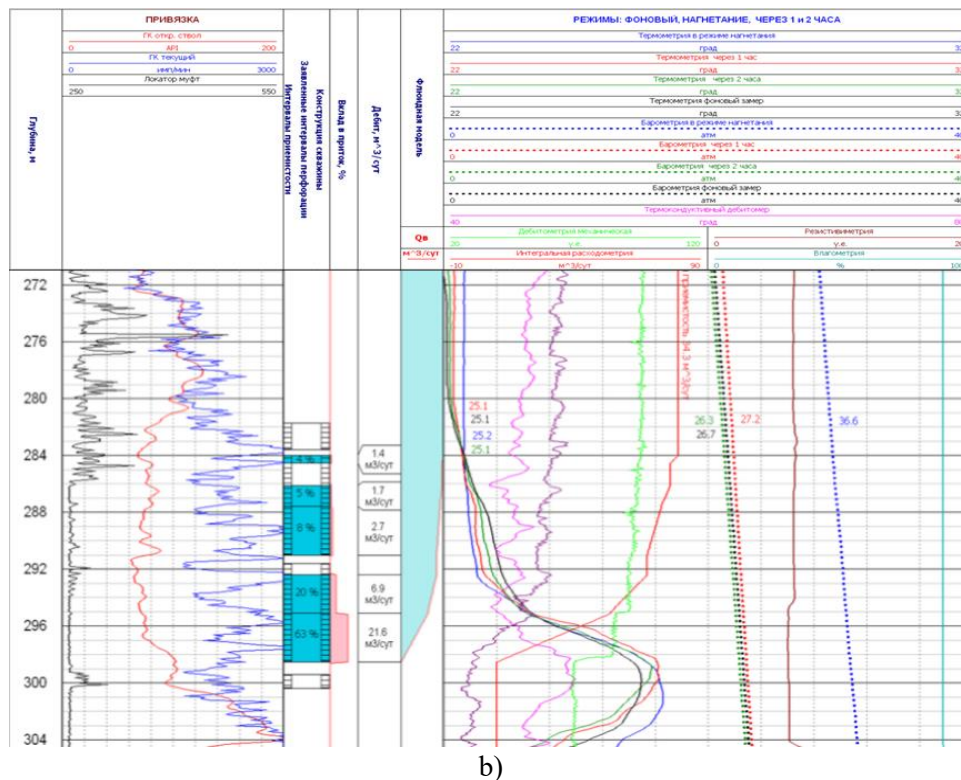 ПРИВЯЗКА
ГК откр. ствол
0 API 200
ГК текущий
0 имп/мин 3000
Локатор муфт
250 550
Глубина, м
Интервалы приемистости
Заявленные интервалы перфорации
Конструкция скважины
Вклад в приток, %
Дебит, м^3/сут
Флюидная модель
Qв
м^3/сут
РЕЖИМЫ: ФОНОВЫЙ, НАГНЕТАНИЕ, ЧЕРЕЗ 1 и 2 ЧАСА
Термометрия в режиме нагнетания
22 град
Термометрия через 1 час
22 град
Термометрия через 2 часа
22 град
Термометрия фоновый замер
22 град
Барометрия в режиме нагнетания
0 атм
Барометрия через 1 час
0 атм
Барометрия через 2 часа
0 атм
Барометрия фоновый замер
0 атм
Термокондуктивный дебитомер
40 град
Дебитометрия механическая
20 у.е. 120
Резистивиметрия
0 у.е.
Интегральная расходометрия
-10 м^3/сут 90
Влагометрия
0 % 100
272
276
280
284
288
292
296
300
304
4 %
5 %
8 %
20 %
63 %
1.4
м3/сут
1.7
м3/сут
2.7
м3/сут
6.9
м3/сут
21.6
м3/сут
25.1
25.1
25.2
25.1
Приемистость 34.3 м^3/сут
26.3
26.7
27.2
36.6
b)